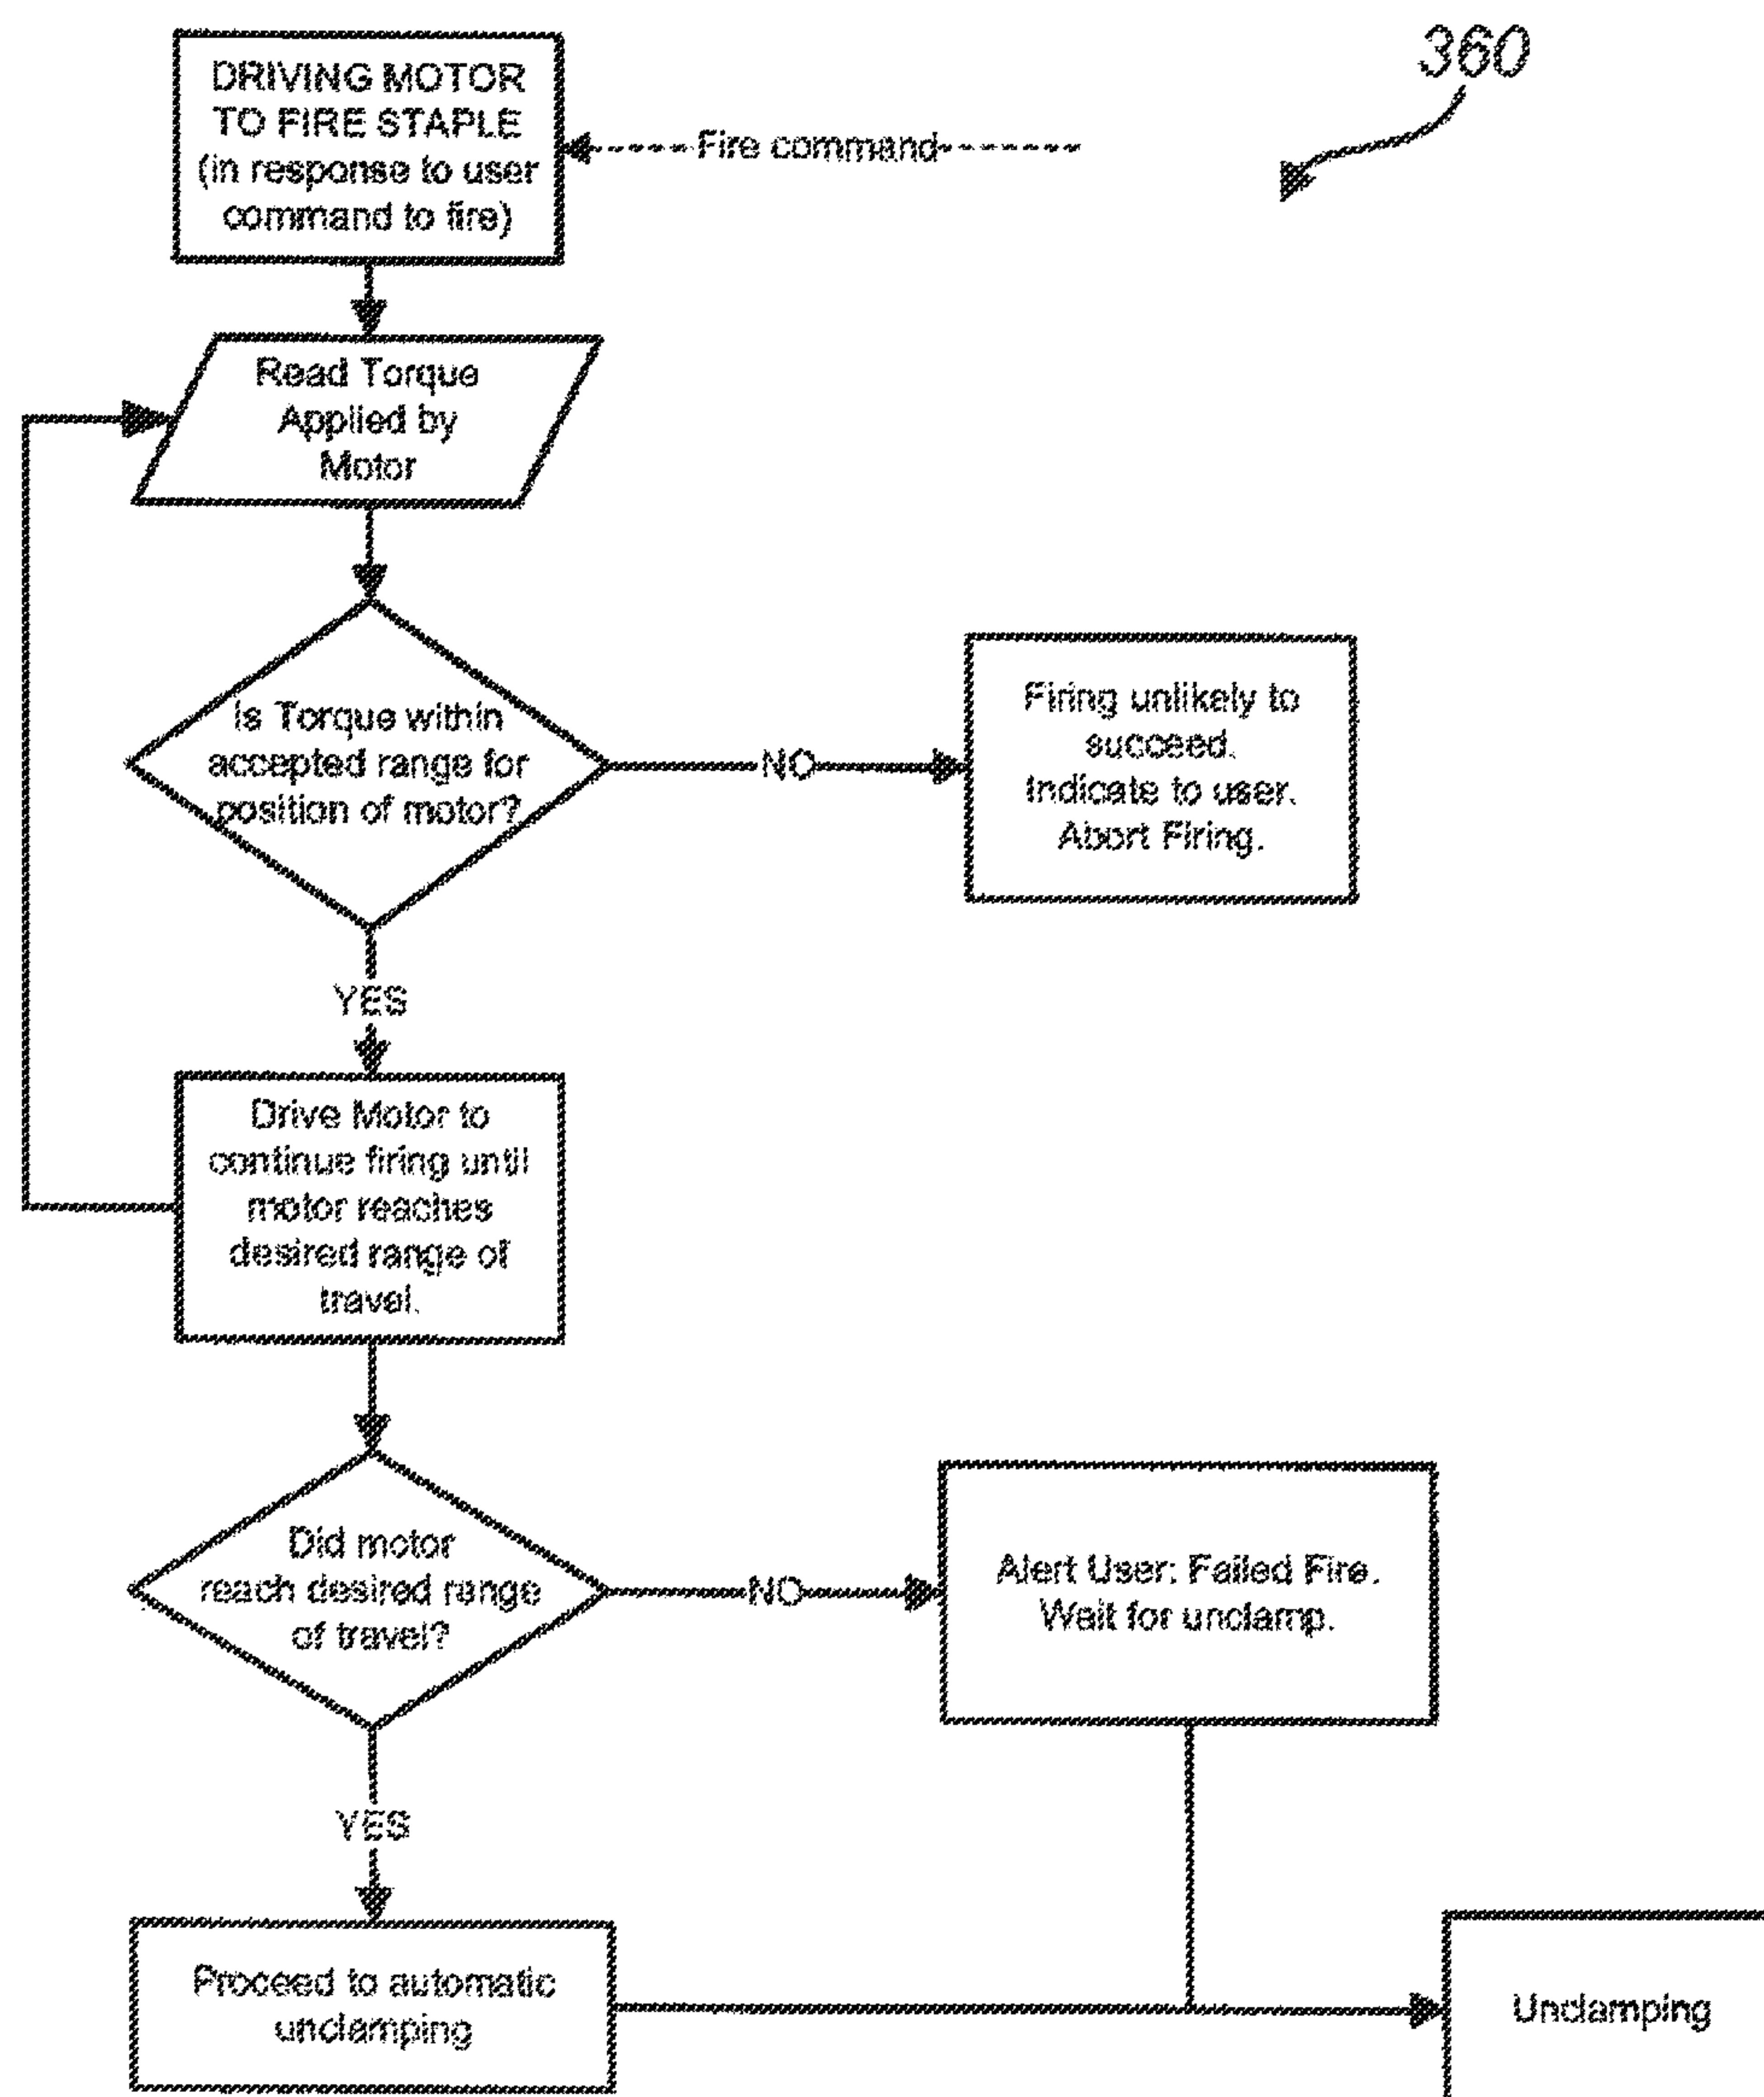 360
DRIVING MOTOR
TO FIRE STAPLE
(in response to user
command to fire)
Fire command
Read Torque
Applied by
Motor
Is Torque within
accepted range for
position of motor?
NO
Firing unlikely to
succeed.
Indicate to user.
Abort Firing.
YES
Drive Motor to
continue firing until
motor reaches
desired range of
travel.
Did motor
reach desired range
of travel?
NO
Alert User: Failed Fire.
Wait for unclamp.
YES
Proceed to automatic
unclamping
Unclamping